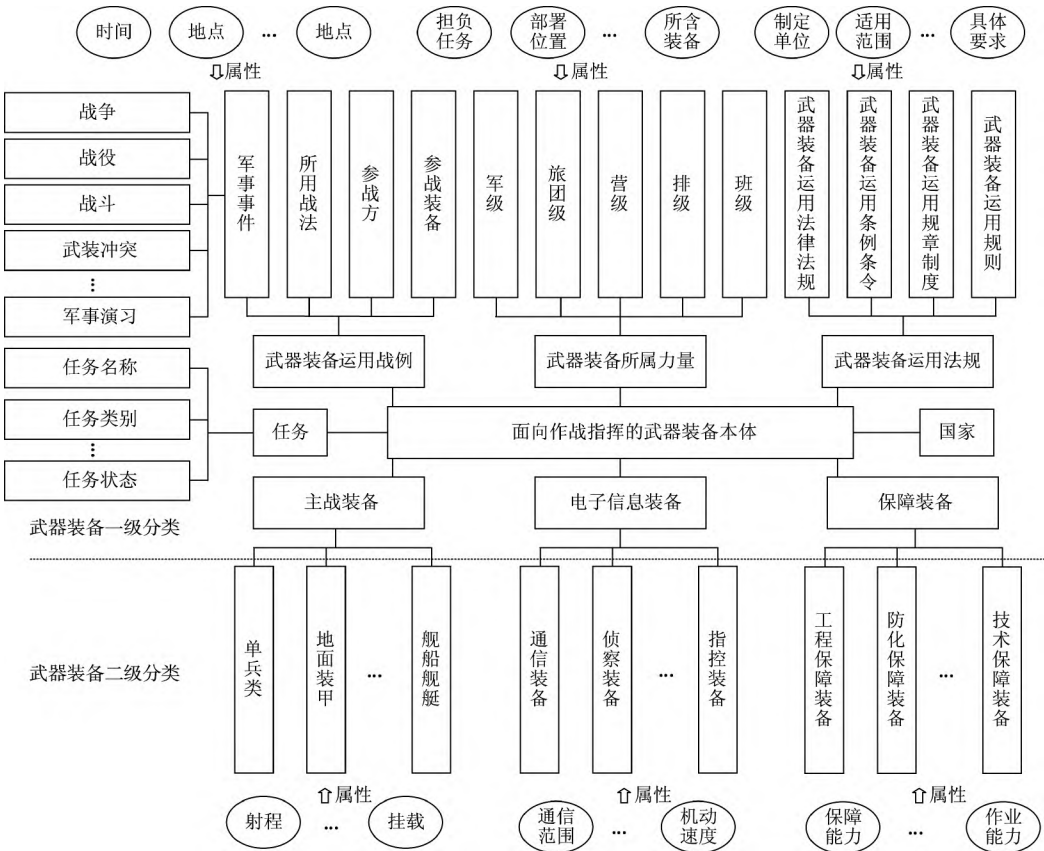 时间
地点
...
地点
担负
任务
部署
位置
...
所含
装备
制定
单位
适用
范围
...
具体
要求
属性
属性
属性
战争
战役
战斗
武装冲突
...
军事演习
军事事件
所用战法
参战方
参战装备
军级
旅团级
营级
排级
班级
武器装备运用法律法规
武器装备运用条例条令
武器装备运用规章制度
武器装备运用规则
任务名称
任务类别
...
任务状态
武器装备运用战例
武器装备所属力量
武器装备运用法规
任务
面向作战指挥的武器装备本体
国家
主战装备
电子信息装备
保障装备
武器装备一级分类
武器装备二级分类
单兵类
地面装甲
...
舰船舰艇
通信装备
侦察装备
...
指控装备
工程保障装备
防化保障装备
...
技术保障装备
属性
属性
属性
射程
...
挂载
通信
范围
...
机动
速度
保障
能力
...
作业
能力